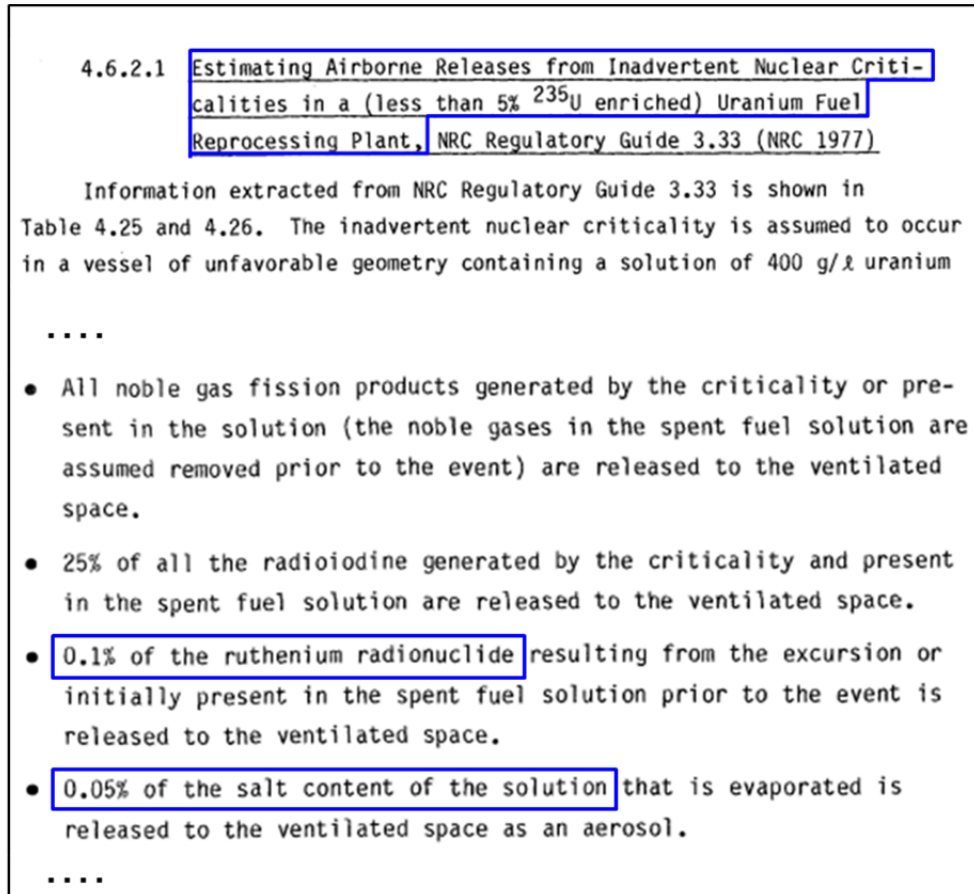 4.6.2.1 Estimating Airborne Releases from Inadvertent Nuclear Criti-
calities in a (less than 5% 235U enriched) Uranium Fuel
Reprocessing Plant, NRC Regulatory Guide 3.33 (NRC 1977)
Information extracted from NRC Regulatory Guide 3.33 is shown in
Table 4.25 and 4.26. The inadvertent nuclear criticality is assumed to occur
in a vessel of unfavorable geometry containing a solution of 400 g/ℓ uranium
....
• All noble gas fission products generated by the criticality or pre-
sent in the solution (the noble gases in the spent fuel solution are
assumed removed prior to the event) are released to the ventilated
space.
• 25% of all the radioiodine generated by the criticality and present
in the spent fuel solution are released to the ventilated space.
• 0.1% of the ruthenium radionuclide resulting from the excursion or
initially present in the spent fuel solution prior to the event is
released to the ventilated space.
• 0.05% of the salt content of the solution that is evaporated is
released to the ventilated space as an aerosol.
....